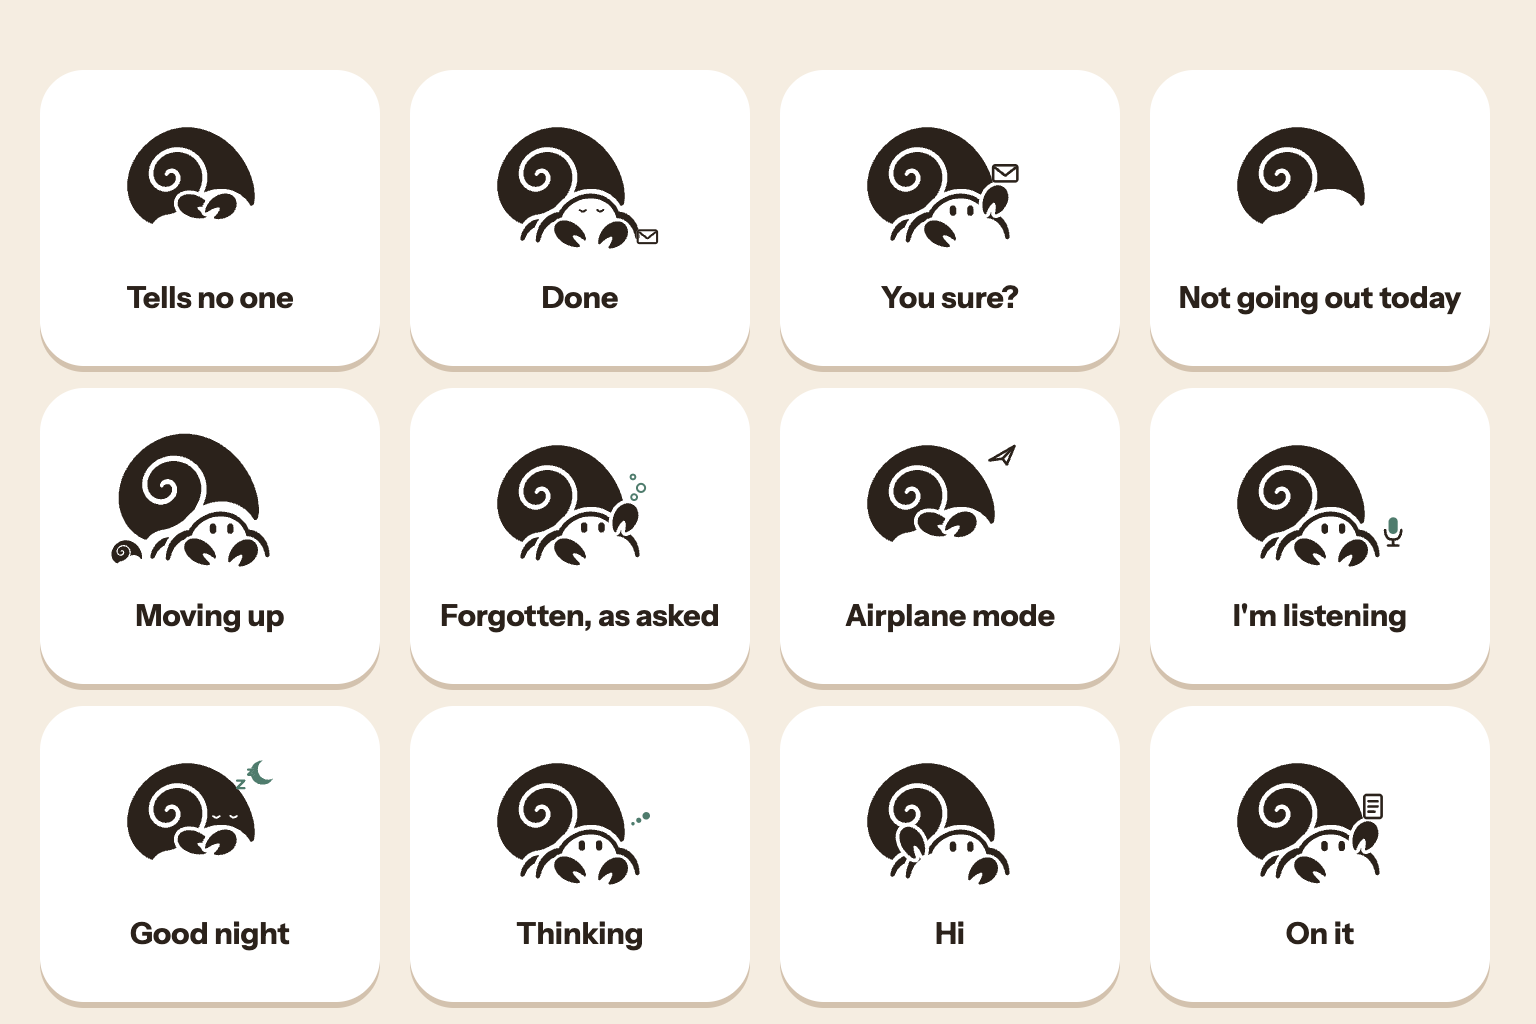 Tells no one
Done
You sure?
Not going out today
Moving up
Forgotten, as asked
Airplane mode
I'm listening
z z
Good night
Thinking
Hi
On it